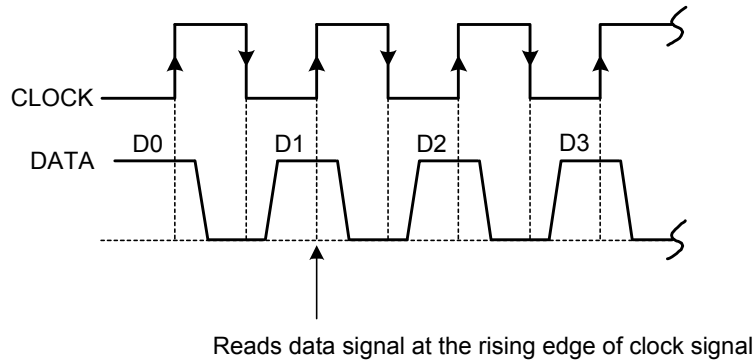 CLOCK
DATA
D0
D1
D2
D3
Reads data signal at the rising edge of clock signal